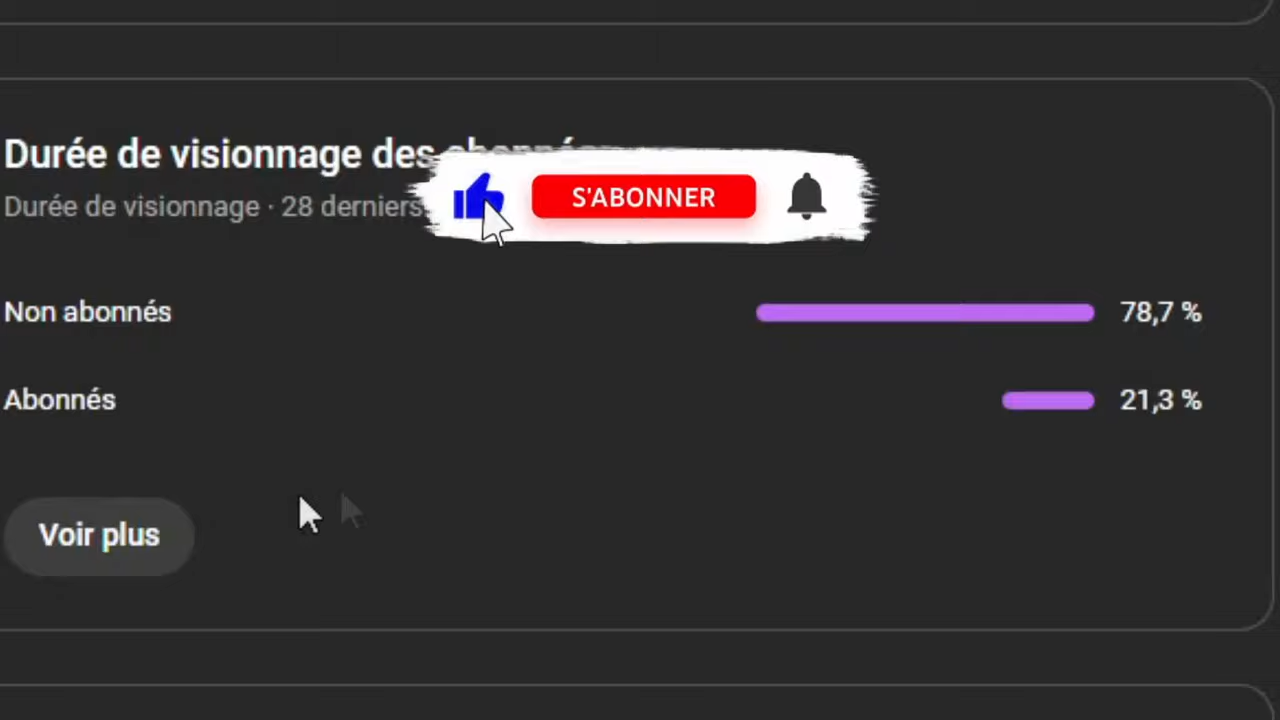 Durée de visionnage des abonnés
Durée de visionnage · 28 derniers
S'ABONNER
Non abonnés
78,7 %
Abonnés
21,3 %
Voir plus